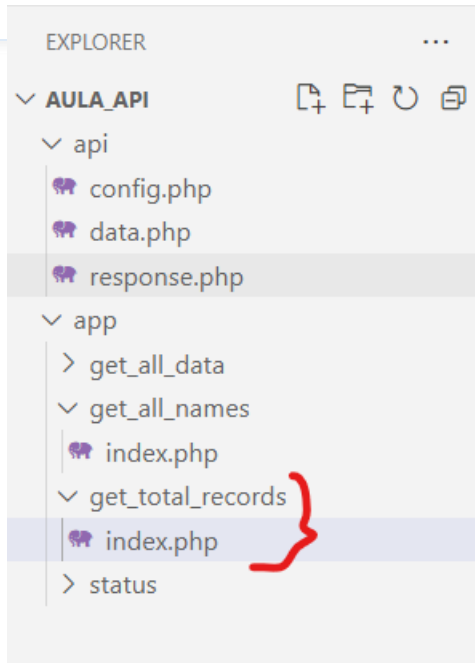 EXPLORER ...
AULA_API
api
config.php
data.php
response.php
app
get_all_data
get_all_names
index.php
get_total_records
index.php
status